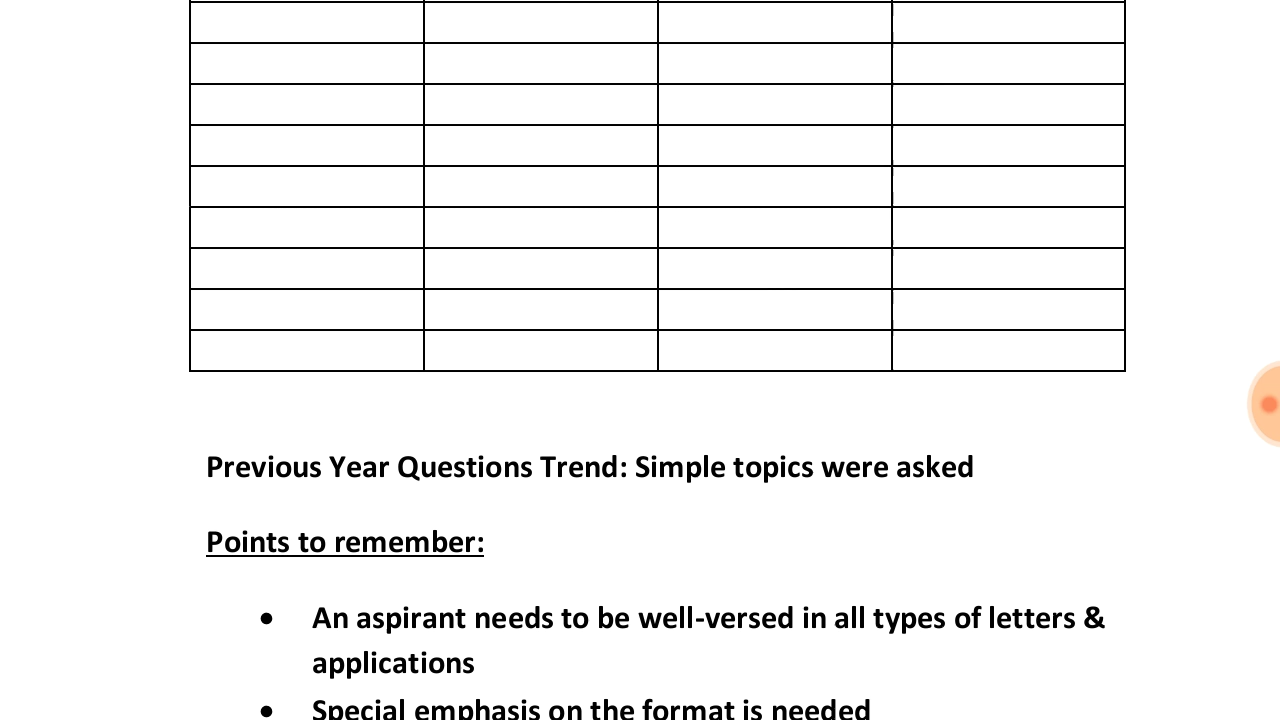 Previous Year Questions Trend: Simple topics were asked
Points to remember:
• An aspirant needs to be well-versed in all types of letters &
applications
• Special emphasis on the format is needed